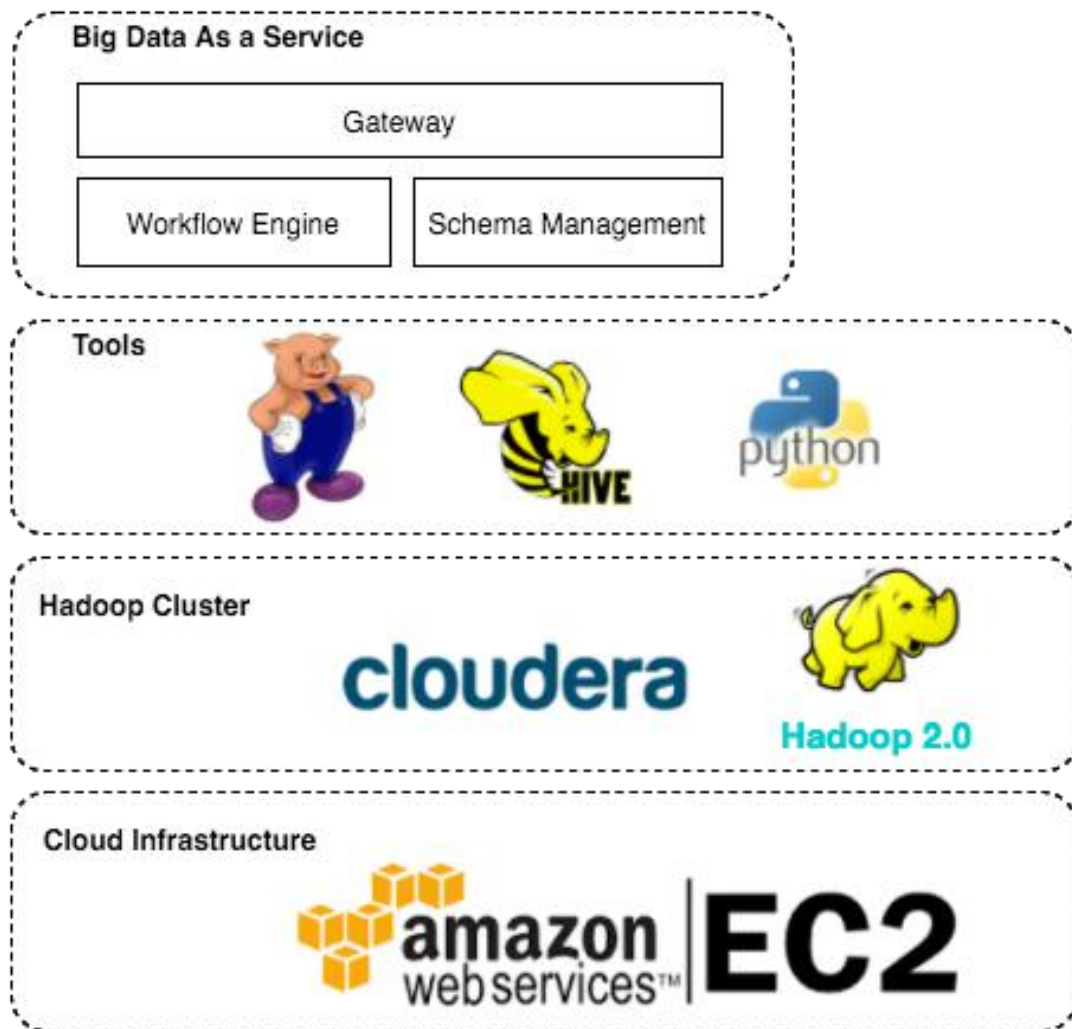 Big Data As a Service
Gateway
Workflow Engine
Schema Management
Tools
HIVE
python
Hadoop Cluster
cloudera
Hadoop 2.0
Cloud Infrastructure
amazon
web services™
EC2